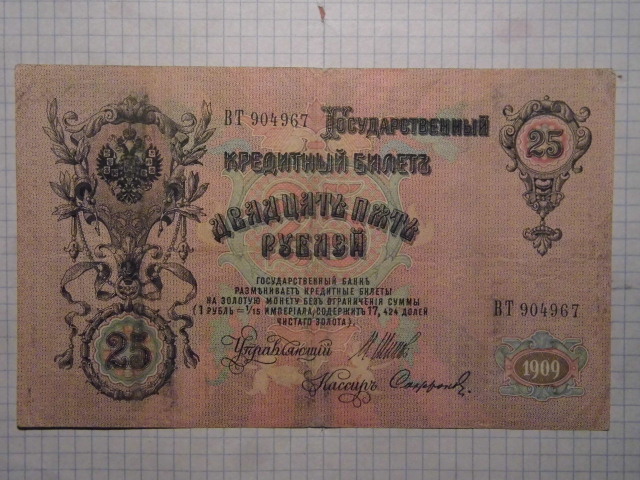 ВТ 904967
Государственный
25
Кредитный Билетъ
Двадцать пять
рублей
ГОСУДАРСТВЕННЫЙ БАНКЪ
РАЗМѢНИВАЕТЪ КРЕДИТНЫЕ БИЛЕТЫ
НА ЗОЛОТУЮ МОНЕТУ БЕЗЪ ОГРАНИЧЕНІЯ СУММЫ
(1 РУБЛЬ = 1/15 ИМПЕРІАЛА, СОДЕРЖИТЪ 17, 424 ДОЛЕЙ
ЧИСТАГО ЗОЛОТА).
ВТ 904967
25
Управляющій
И Шипов
1909
Кассиръ